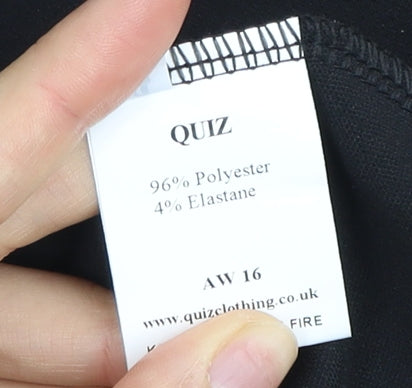 QUIZ
96% Polyester
4% Elastane
AW 16
www.quizclothing.co.uk
FIRE